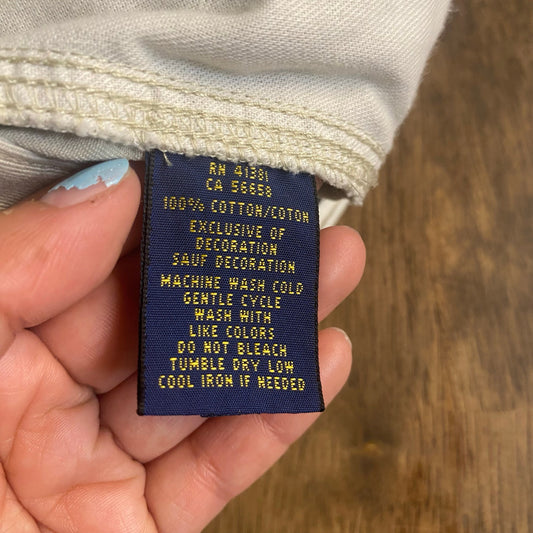 RN 41381
CA 56658
100% COTTON/COTON
EXCLUSIVE OF
DECORATION
SAUF DECORATION
MACHINE WASH COLD
GENTLE CYCLE
WASH WITH
LIKE COLORS
DO NOT BLEACH
TUMBLE DRY LOW
COOL IRON IF NEEDED